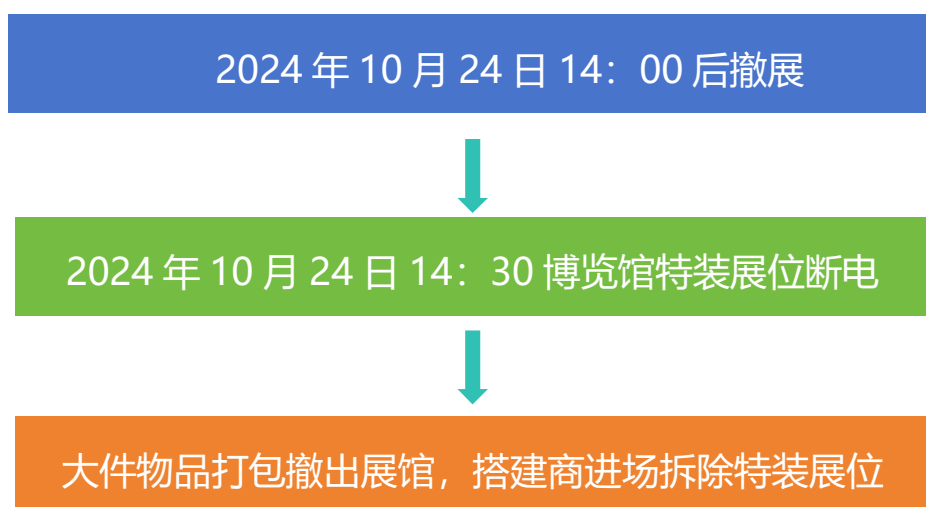 2024 年 10 月 24 日 14：00 后撤展
2024 年 10 月 24 日 14：30 博览馆特装展位断电
大件物品打包撤出展馆，搭建商进场拆除特装展位